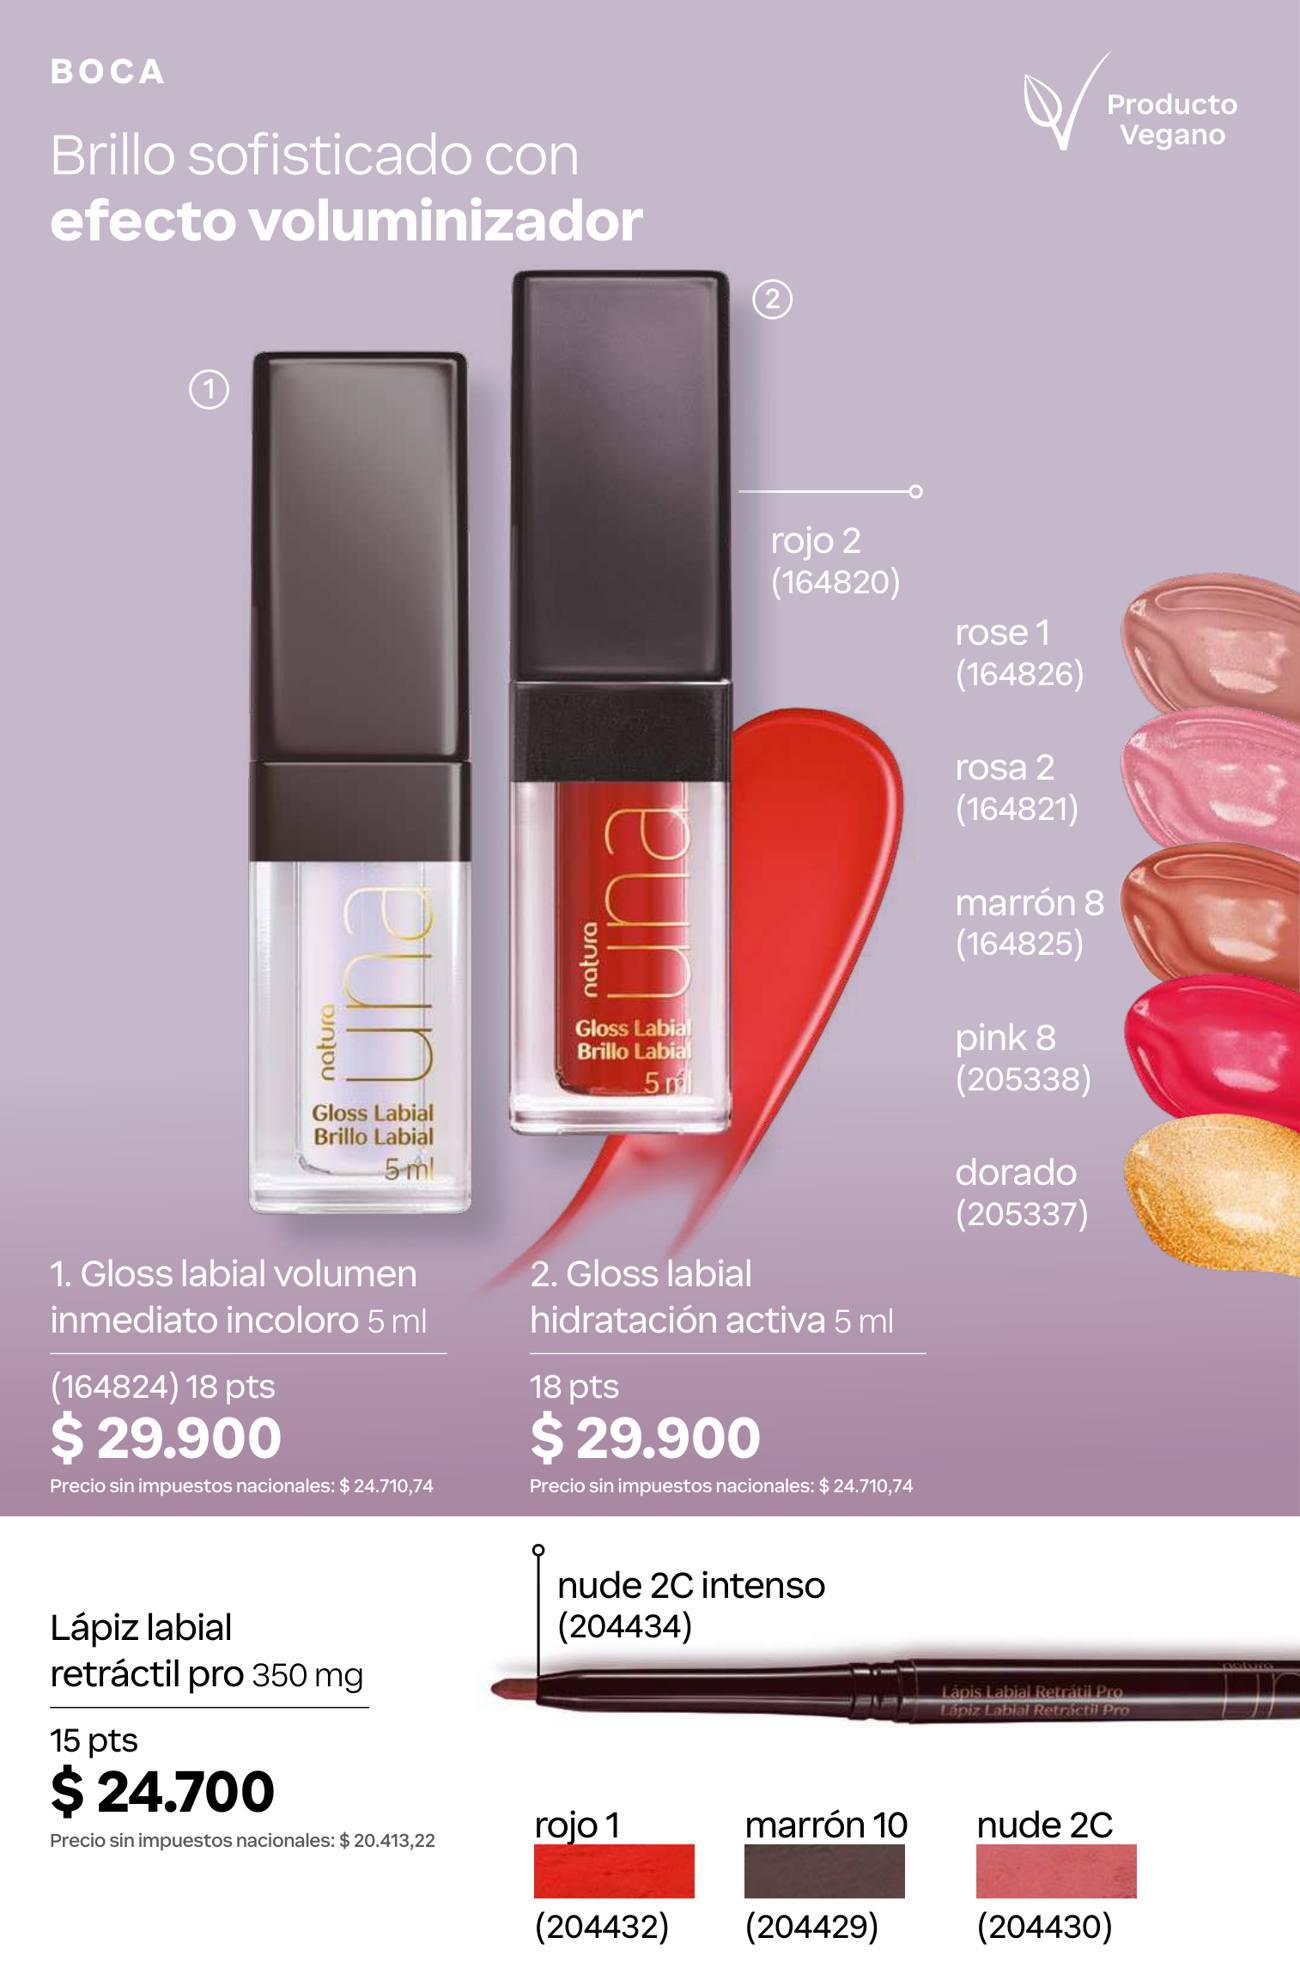 BOCA
Producto
Vegano
Brillo sofisticado con
efecto voluminizador
1
2
rojo 2
(164820)
rose 1
(164826)
rosa 2
(164821)
marrón 8
(164825)
pink 8
(205338)
dorado
(205337)
natura
una
Gloss Labial
Brillo Labial
5 ml
natura
una
Gloss Labial
Brillo Labial
5 ml
1. Gloss labial volumen
inmediato incoloro 5 ml
(164824) 18 pts
$ 29.900
Precio sin impuestos nacionales: $ 24.710,74
2. Gloss labial
hidratación activa 5 ml
18 pts
$ 29.900
Precio sin impuestos nacionales: $ 24.710,74
nude 2C intenso
(204434)
Lápiz labial
retráctil pro 350 mg
15 pts
$ 24.700
Precio sin impuestos nacionales: $ 20.413,22
Lápis Labial Retrátil Pro
Lápiz Labial Retráctil Pro
natura
rojo 1
(204432)
marrón 10
(204429)
nude 2C
(204430)